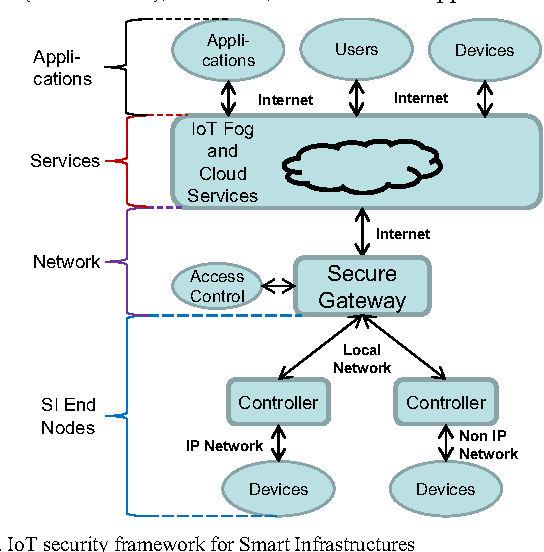 Appli-
cations
Appli-
cations
Users
Devices
Internet
Internet
Services
IoT Fog
and
Cloud
Services
Internet
Network
Access
Control
Secure
Gateway
Local
Network
SI End
Nodes
Controller
Controller
IP Network
Non IP
Network
Devices
Devices
. IoT security framework for Smart Infrastructures